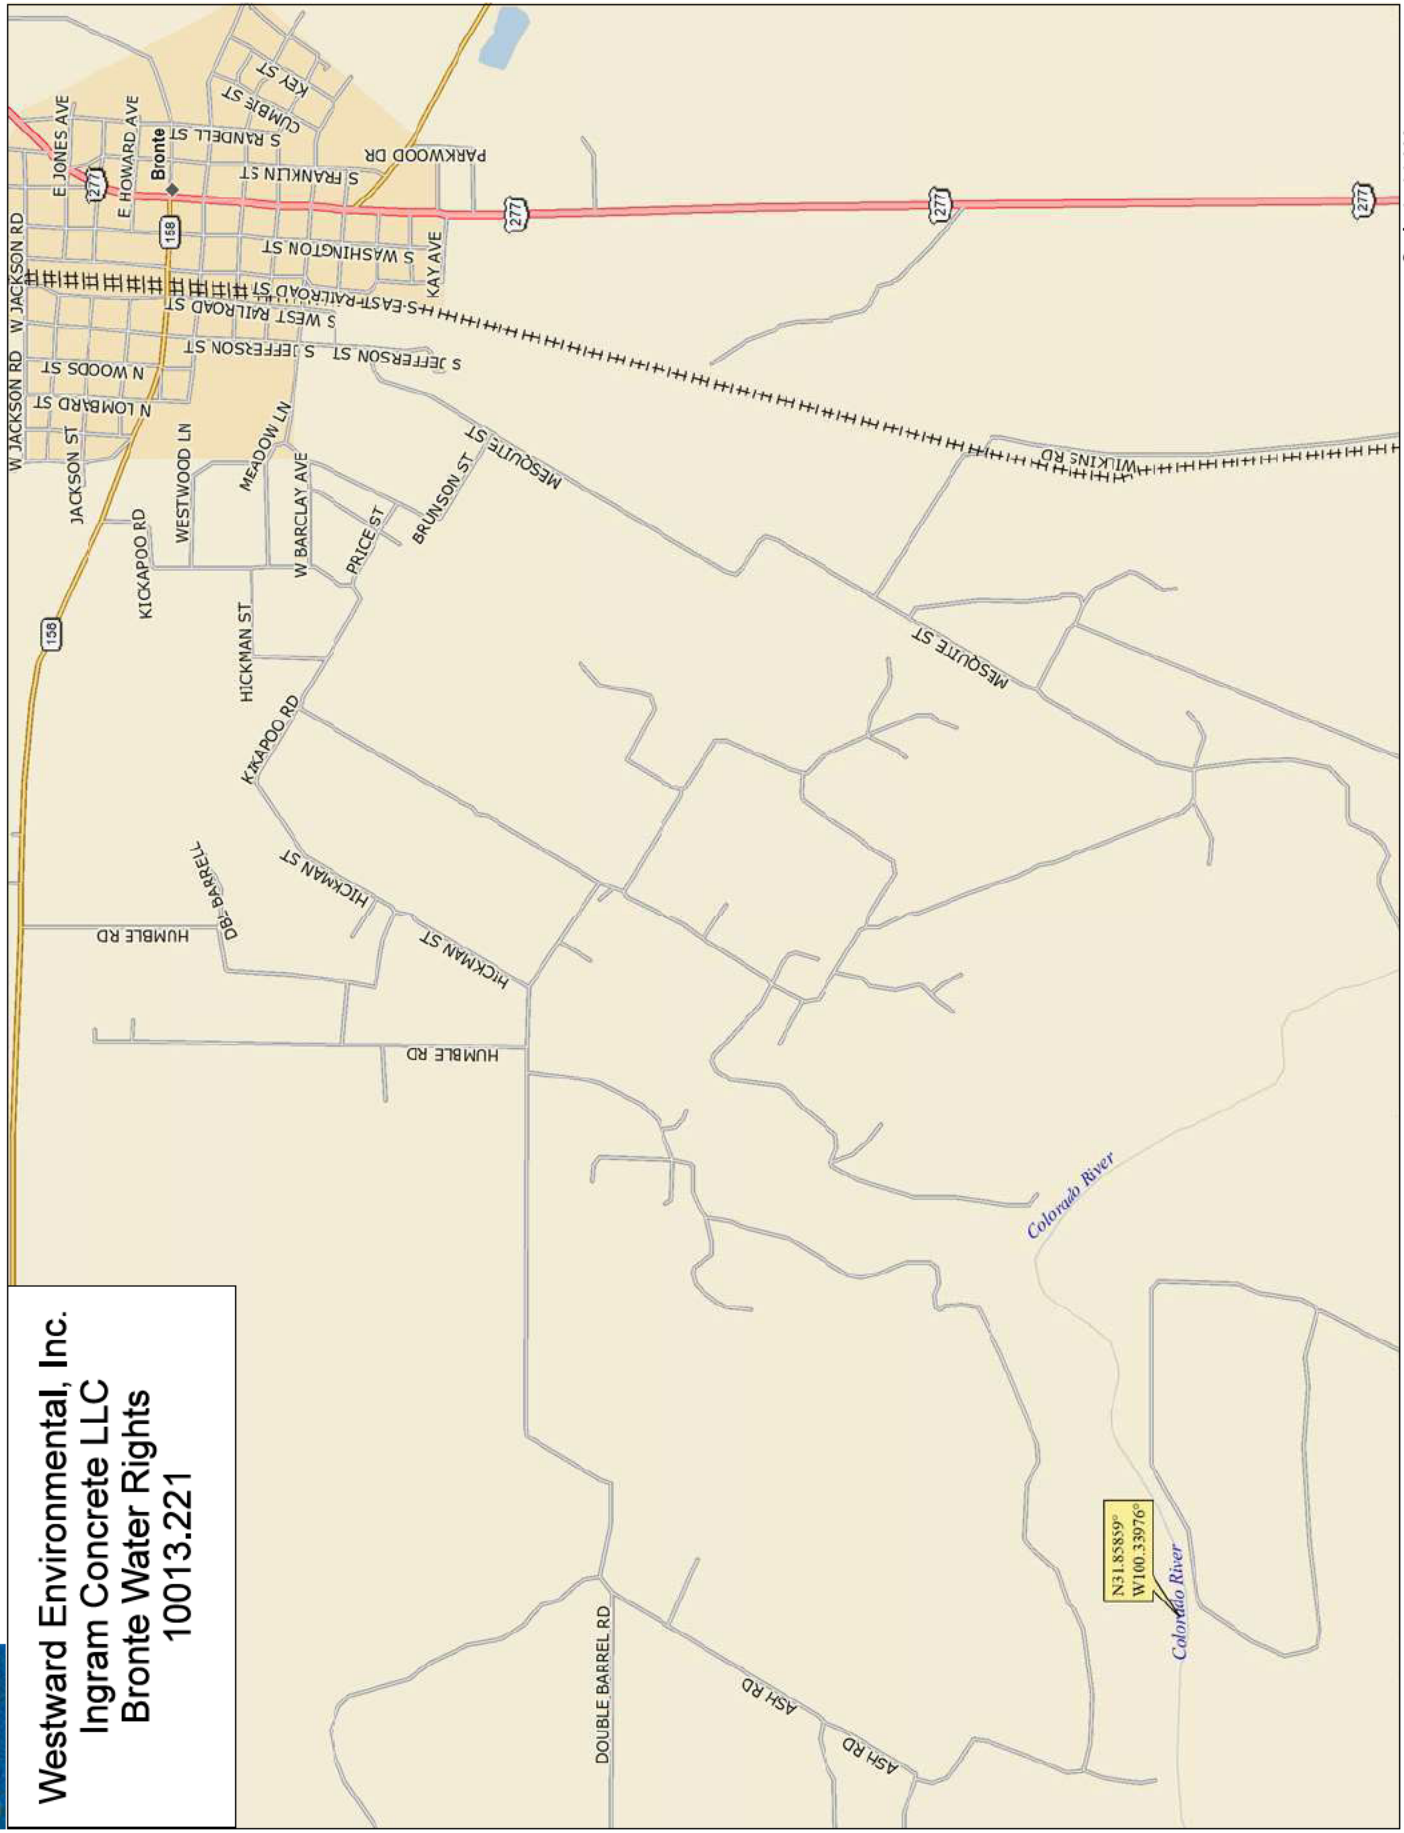 Westward Environmental, Inc.
Ingram Concrete LLC
Bronte Water Rights
10013.221
158
HUMBLE RD
DBL BARRELL
HUMBLE RD
HICKMAN ST
HICKMAN ST
KIKAPOO RD
HICKMAN ST
KICKAPOO RD
WESTWOOD LN
MEADOW LN
W BARCLAY AVE
PRICE ST
BRUNSON ST
MESQUITE ST
MESQUITE ST
JACKSON ST
W JACKSON RD
W JACKSON RD
N LOMBARD ST
N WOODS ST
S JEFFERSON ST
S JEFFERSON ST
S WEST RAILROAD ST
S EAST RAILROAD ST
S WASHINGTON ST
KAY AVE
158
Bronte
E HOWARD AVE
E JONES AVE
277
S FRANKLIN ST
S RANDELL ST
CUMBIE ST
KEY ST
PARKWOOD DR
277
277
277
WILKINS RD
DOUBLE BARREL RD
ASH RD
ASH RD
Colorado River
N31.85859°
W100.33976°
Colorado River